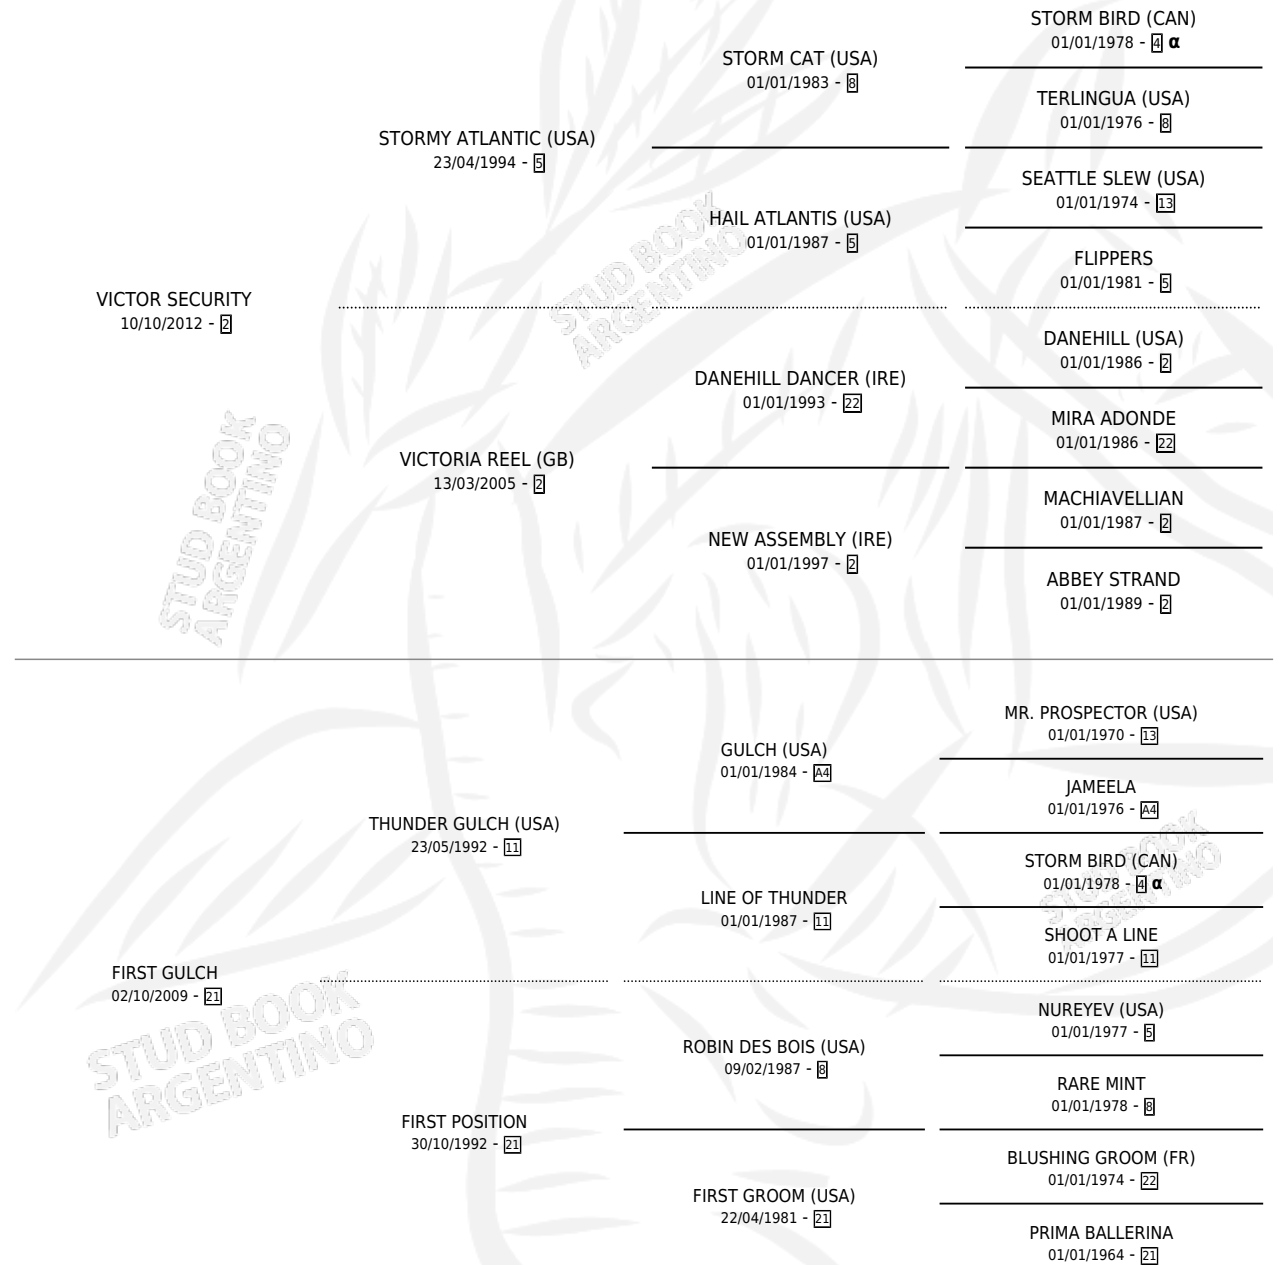 STORM BIRD (CAN)
01/01/1978 - 4 α
STORM CAT (USA)
01/01/1983 - 8
TERLINGUA (USA)
01/01/1976 - 8
STORMY ATLANTIC (USA)
23/04/1994 - 5
SEATTLE SLEW (USA)
01/01/1974 - 13
HAIL ATLANTIS (USA)
01/01/1987 - 5
FLIPPERS
01/01/1981 - 5
VICTOR SECURITY
10/10/2012 - 2
DANEHILL (USA)
01/01/1986 - 2
DANEHILL DANCER (IRE)
01/01/1993 - 22
MIRA ADONDE
01/01/1986 - 22
VICTORIA REEL (GB)
13/03/2005 - 2
MACHIAVELLIAN
01/01/1987 - 2
NEW ASSEMBLY (IRE)
01/01/1997 - 2
ABBEY STRAND
01/01/1989 - 2
MR. PROSPECTOR (USA)
01/01/1970 - 13
GULCH (USA)
01/01/1984 - A4
JAMEELA
01/01/1976 - A4
THUNDER GULCH (USA)
23/05/1992 - 11
STORM BIRD (CAN)
01/01/1978 - 4 α
LINE OF THUNDER
01/01/1987 - 11
SHOOT A LINE
01/01/1977 - 11
FIRST GULCH
02/10/2009 - 21
NUREYEV (USA)
01/01/1977 - 5
ROBIN DES BOIS (USA)
09/02/1987 - 8
RARE MINT
01/01/1978 - 8
FIRST POSITION
30/10/1992 - 21
BLUSHING GROOM (FR)
01/01/1974 - 22
FIRST GROOM (USA)
22/04/1981 - 21
PRIMA BALLERINA
01/01/1964 - 21
STUD BOOK
ARGENTINO
STUD BOOK
ARGENTINO
STUD BOOK
ARGENTINO
STUD BOOK
ARGENTINO